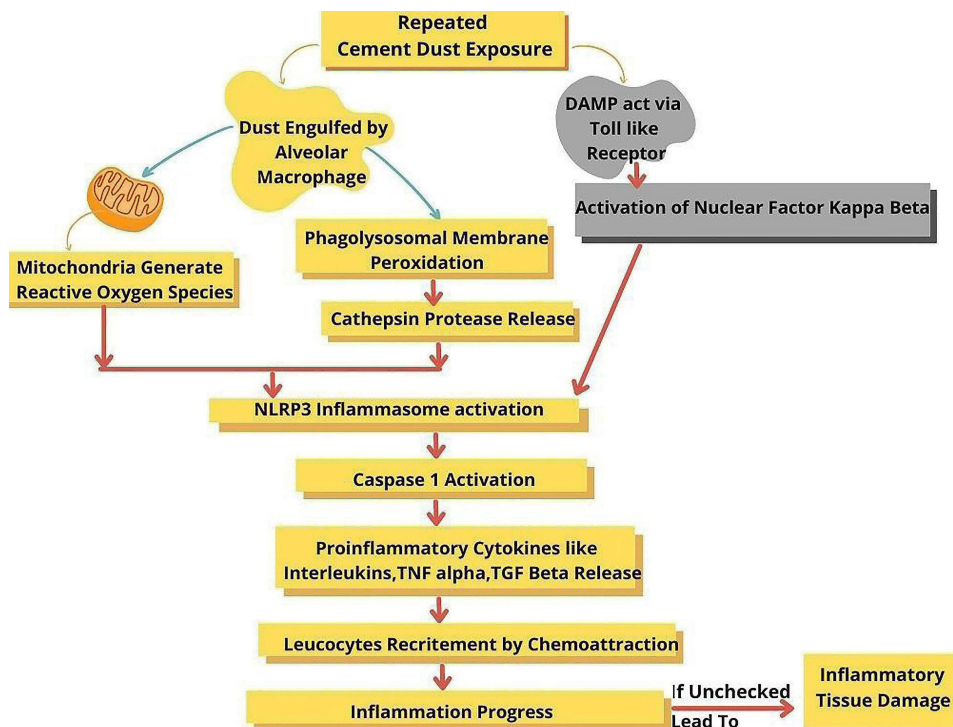 Repeated
Cement Dust Exposure
Dust Engulfed by
Alveolar
Macrophage
DAMP act via
Toll like
Receptor
Activation of Nuclear Factor Kappa Beta
Phagolysosomal Membrane
Peroxidation
Mitochondria Generate
Reactive Oxygen Species
Cathepsin Protease Release
NLRP3 Inflammasome activation
Caspase 1 Activation
Proinflammatory Cytokines like
Interleukins,TNF alpha,TGF Beta Release
Leucocytes Recritement by Chemoattraction
Inflammation Progress
If Unchecked
Lead To
Inflammatory
Tissue Damage